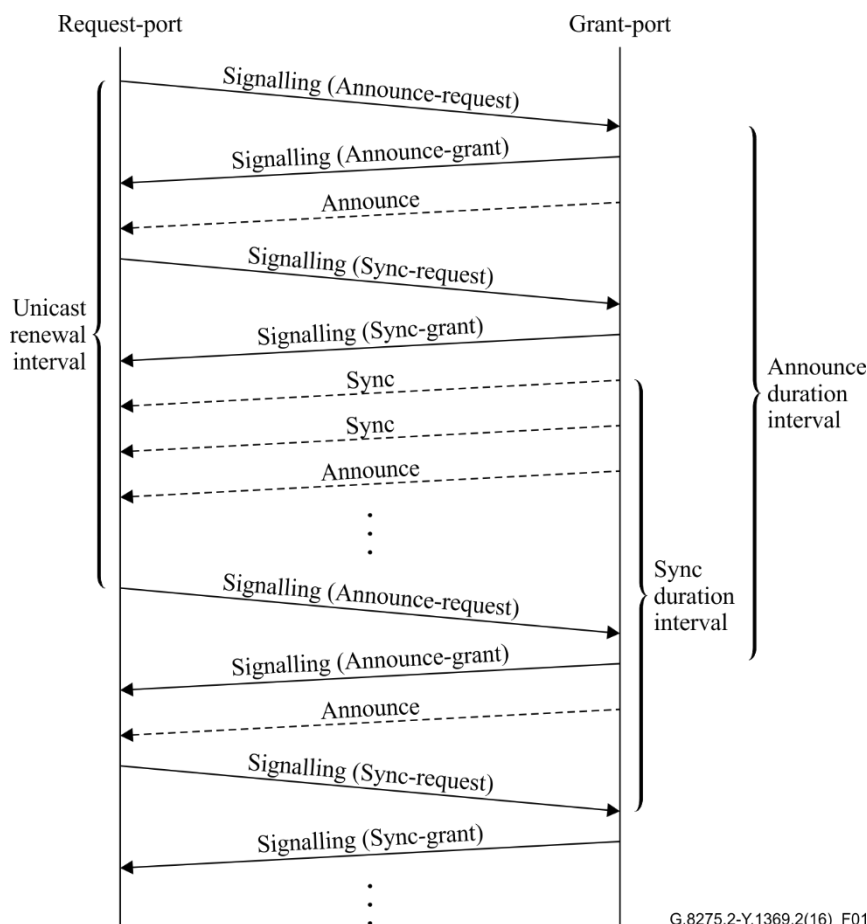 Request-port
Grant-port
Signalling (Announce-request)
Signalling (Announce-grant)
Announce
Signalling (Sync-request)
Unicast
renewal
interval
Signalling (Sync-grant)
Sync
Announce
duration
interval
Sync
Announce
Sync
duration
interval
Signalling (Announce-request)
Signalling (Announce-grant)
Announce
Signalling (Sync-request)
Signalling (Sync-grant)
G.8275.2-Y.1369.2(16)_F01